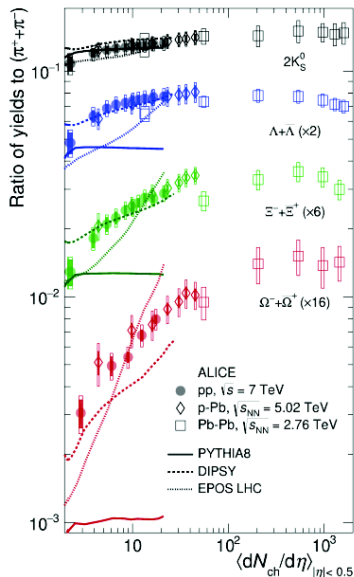 Ratio of yields to (π⁺+π⁻)
10⁻¹
2K⁰S
Λ+Λ̅ (×2)
Ξ⁻+Ξ̅⁺ (×6)
10⁻²
Ω⁻+Ω̅⁺ (×16)
ALICE
pp, √s = 7 TeV
p-Pb, √sNN = 5.02 TeV
Pb-Pb, √sNN = 2.76 TeV
PYTHIA8
DIPSY
EPOS LHC
10⁻³
10 10² 10³
⟨dNch/dη⟩|η|< 0.5